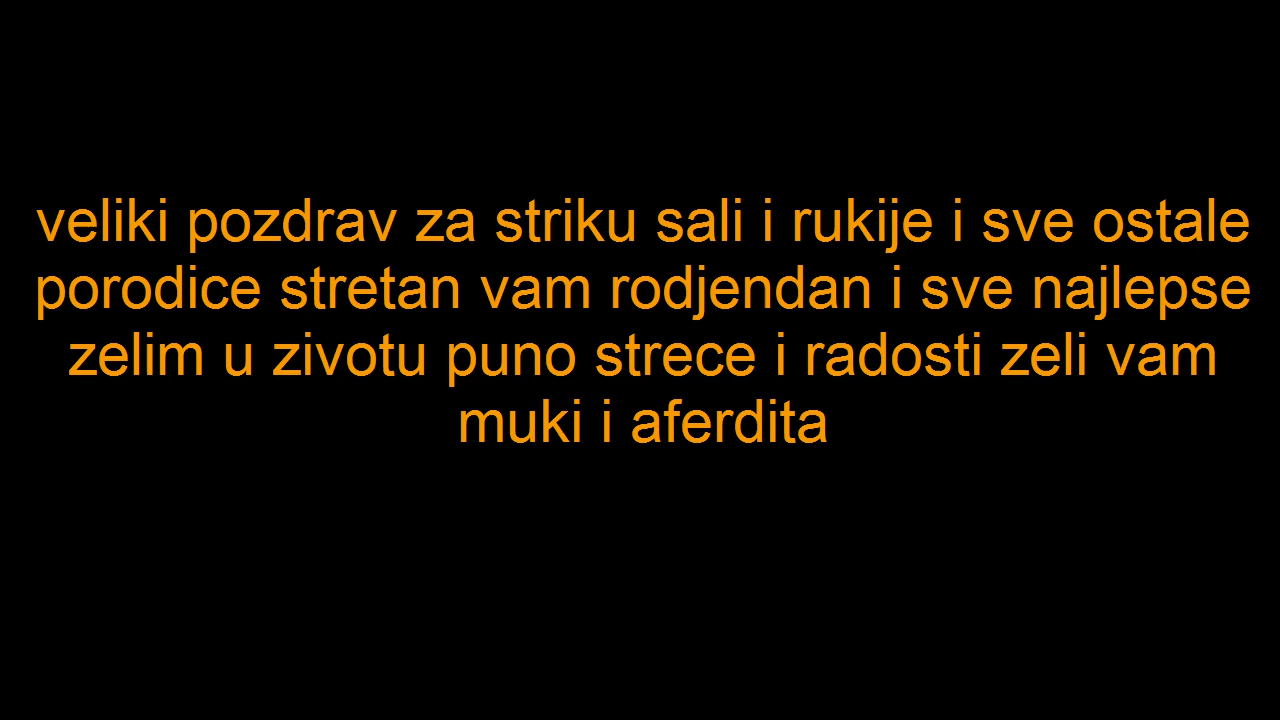 veliki pozdrav za striku sali i rukije i sve ostale
porodice stretan vam rodjendan i sve najlepse
zelim u zivotu puno strece i radosti zeli vam
muki i aferdita